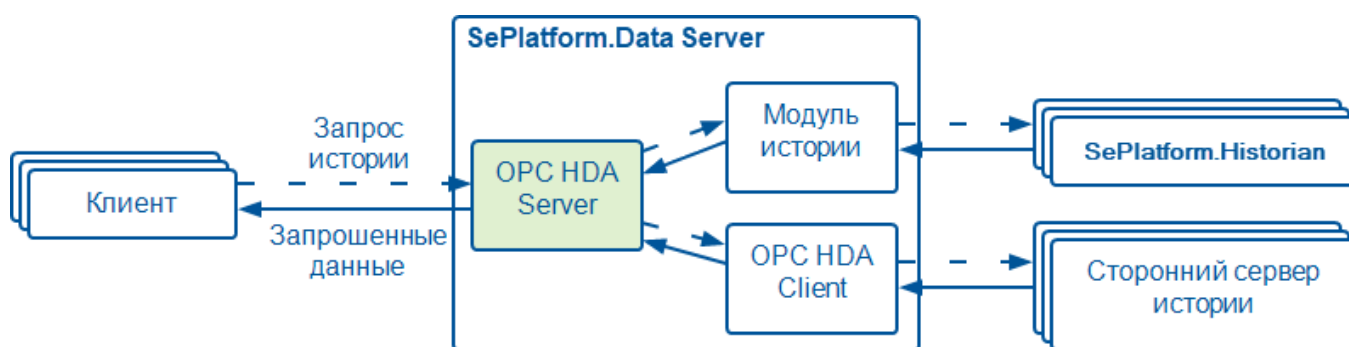 SePlatform.Data Server
Клиент
Запрос
истории
Запрошенные
данные
OPC HDA
Server
Модуль
истории
OPC HDA
Client
SePlatform.Historian
Сторонний сервер
истории